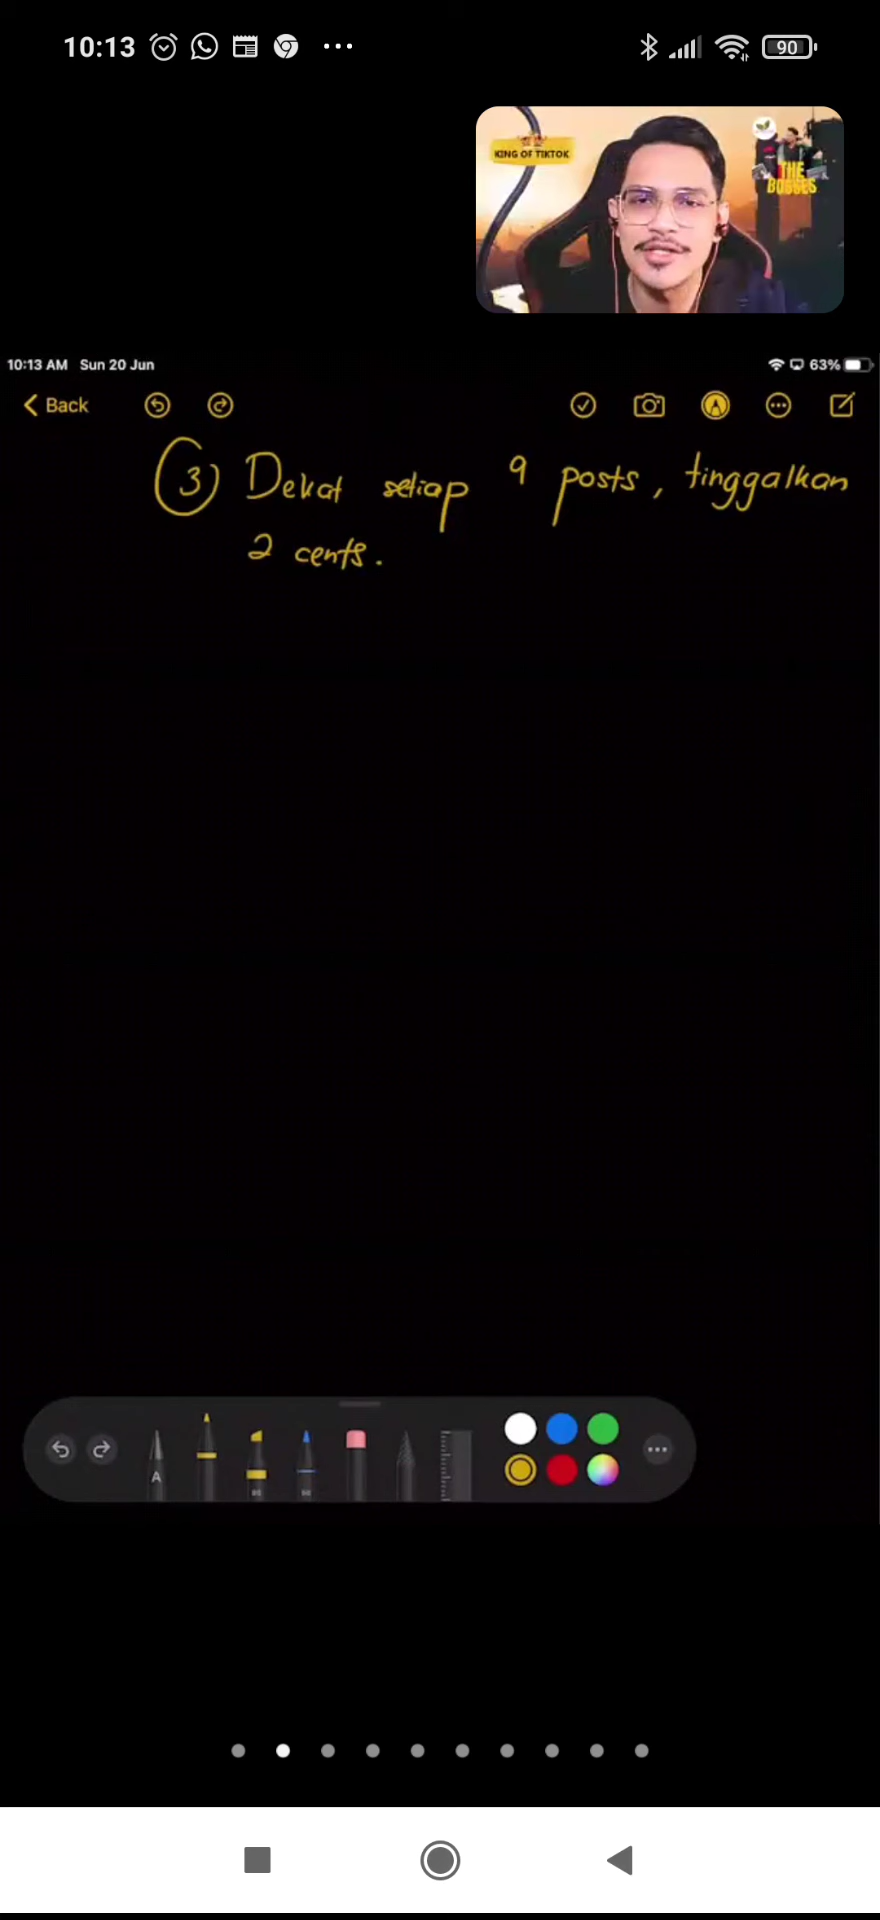 10:13
90
KING OF TIKTOK
THE
BOSSES
10:13 AM Sun 20 Jun
63%
Back
3 Dekat setiap 9 posts, tinggalkan
2 cents.
A